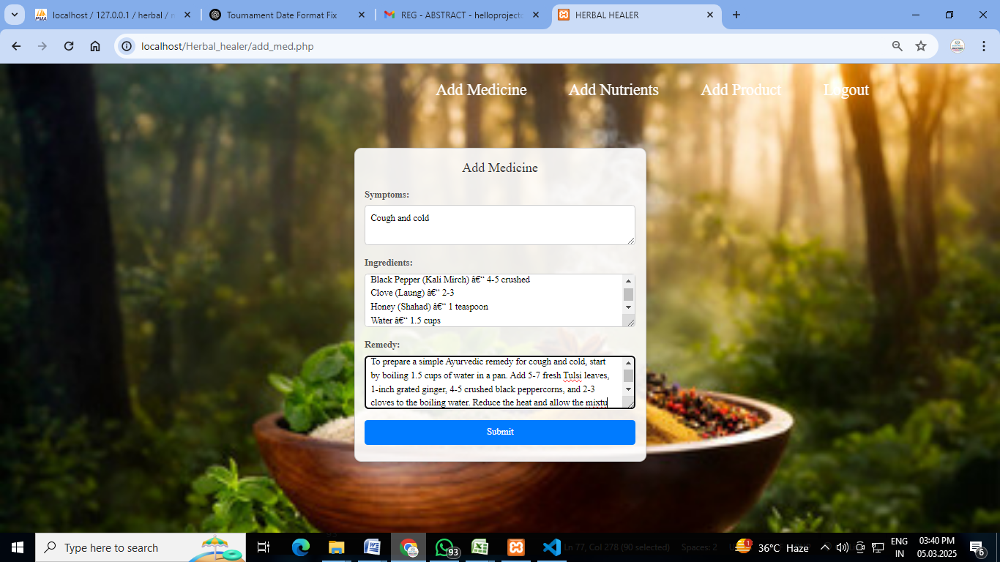 localhost / 127.0.0.1 / herbal / n
Tournament Date Format Fix
REG - ABSTRACT - helloprojecto
HERBAL HEALER
localhost/Herbal_healer/add_med.php
Add Medicine
Add Nutrients
Add Product
Logout
Add Medicine
Symptoms:
Cough and cold
Ingredients:
Black Pepper (Kali Mirch) â€“ 4-5 crushed
Clove (Laung) â€“ 2-3
Honey (Shahad) â€“ 1 teaspoon
Water â€“ 1.5 cups
Remedy:
To prepare a simple Ayurvedic remedy for cough and cold, start
by boiling 1.5 cups of water in a pan. Add 5-7 fresh Tulsi leaves,
1-inch grated ginger, 4-5 crushed black peppercorns, and 2-3
cloves to the boiling water. Reduce the heat and allow the mixtu
Submit
Type here to search
93
Ln 77, Col 278 (90 selected)
Spaces: 2
1
36°C Haze
ENG
IN
03:40 PM
05.03.2025
6